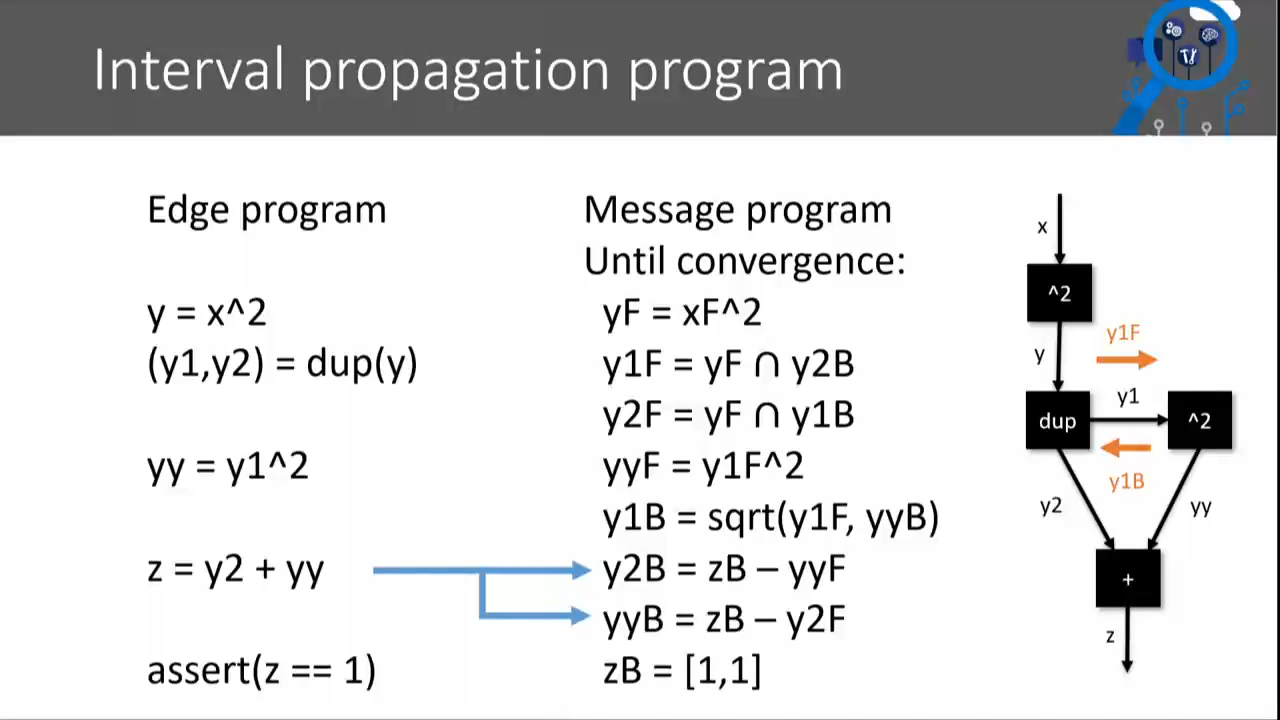 Interval propagation program
Edge program
y = x^2
(y1,y2) = dup(y)
yy = y1^2
z = y2 + yy
assert(z == 1)
Message program
Until convergence:
yF = xF^2
y1F = yF ∩ y2B
y2F = yF ∩ y1B
yyF = y1F^2
y1B = sqrt(y1F, yyB)
y2B = zB – yyF
yyB = zB – y2F
zB = [1,1]
x
^2
y
y1F
dup
y1
^2
y1B
y2
yy
+
z